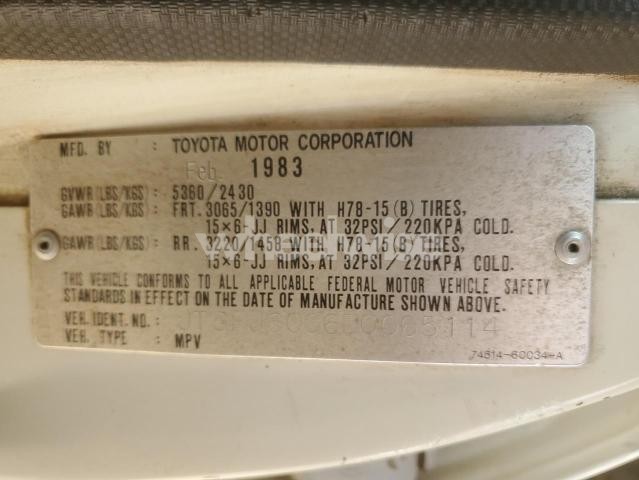 MFD. BY : TOYOTA MOTOR CORPORATION
Feb. 1983
GVWR(LBS/KGS): 5360/2430
GAWR(LBS/KGS): FRT. 3065/1390 WITH H78-15(B)TIRES,
15×6-JJ RIMS, AT 32PSI/220KPA COLD.
GAWR(LBS/KGS): RR. 3220/1458 WITH H78-15(B)TIRES,
15×6-JJ RIMS, AT 32PSI/220KPA COLD.
THIS VEHICLE CONFORMS TO ALL APPLICABLE FEDERAL MOTOR VEHICLE SAFETY
STANDARDS IN EFFECT ON THE DATE OF MANUFACTURE SHOWN ABOVE.
VEH. IDENT. NO. :
VEH. TYPE : MPV
74614-60034-A